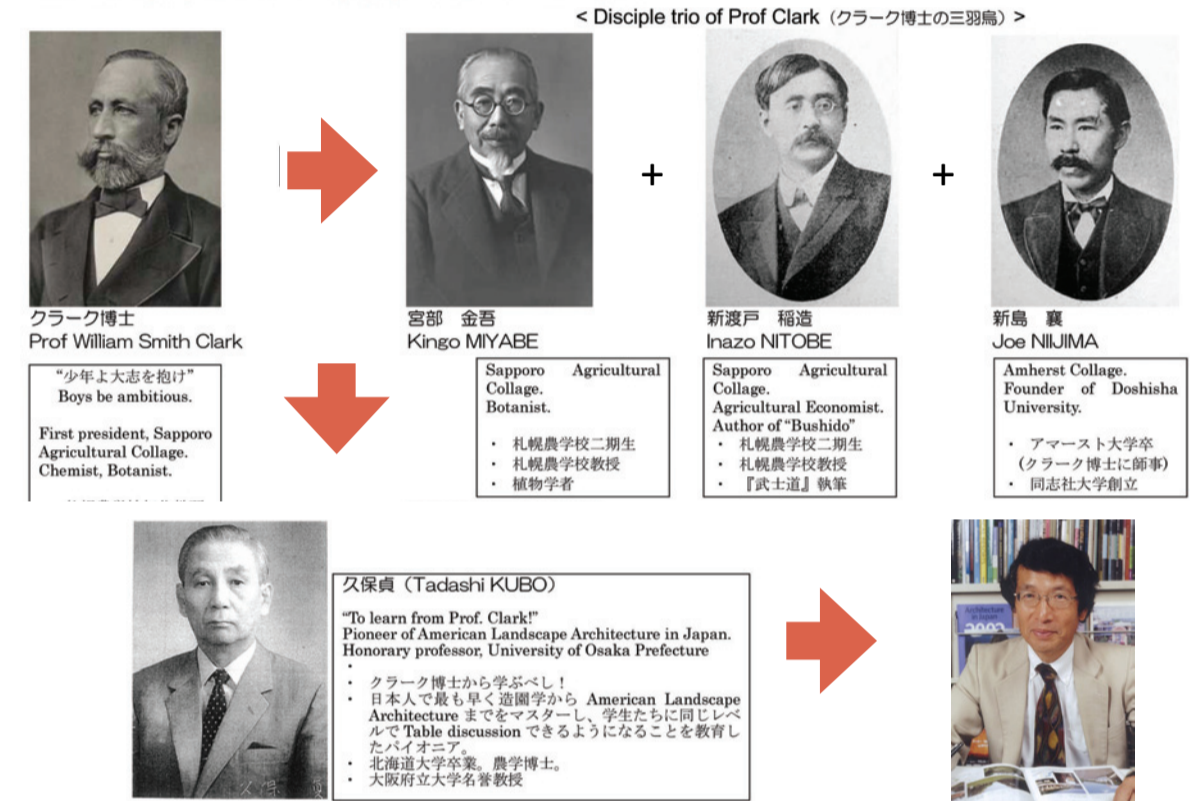 < Disciple trio of Prof Clark（クラーク博士の三羽烏）>
クラーク博士
Prof William Smith Clark
宮部　金吾
Kingo MIYABE
新渡戸　稲造
Inazo NITOBE
新島　襄
Joe NIIJIMA
“少年よ大志を抱け”
Boys be ambitious.
First president, Sapporo
Agricultural Collage.
Chemist, Botanist.
Sapporo Agricultural
Collage.
Botanist.
・ 札幌農学校二期生
・ 札幌農学校教授
・ 植物学者
Sapporo Agricultural
Collage.
Agricultural Economist.
Author of “Bushido”
・ 札幌農学校二期生
・ 札幌農学校教授
・ 『武士道』執筆
Amherst Collage.
Founder of Doshisha
University.
・ アマースト大学卒
(クラーク博士に師事)
・ 同志社大学創立
久保貞（Tadashi KUBO）
“To learn from Prof. Clark!”
Pioneer of American Landscape Architecture in Japan.
Honorary professor, University of Osaka Prefecture
・
・ クラーク博士から学ぶべし！
・ 日本人で最も早く造園学から American Landscape
Architecture までをマスターし、学生たちに同じレベ
ルで Table discussion できるようになることを教育し
たパイオニア。
・ 北海道大学卒業。農学博士。
・ 大阪府立大学名誉教授
久保 貞
Architecture
in Japan
2002